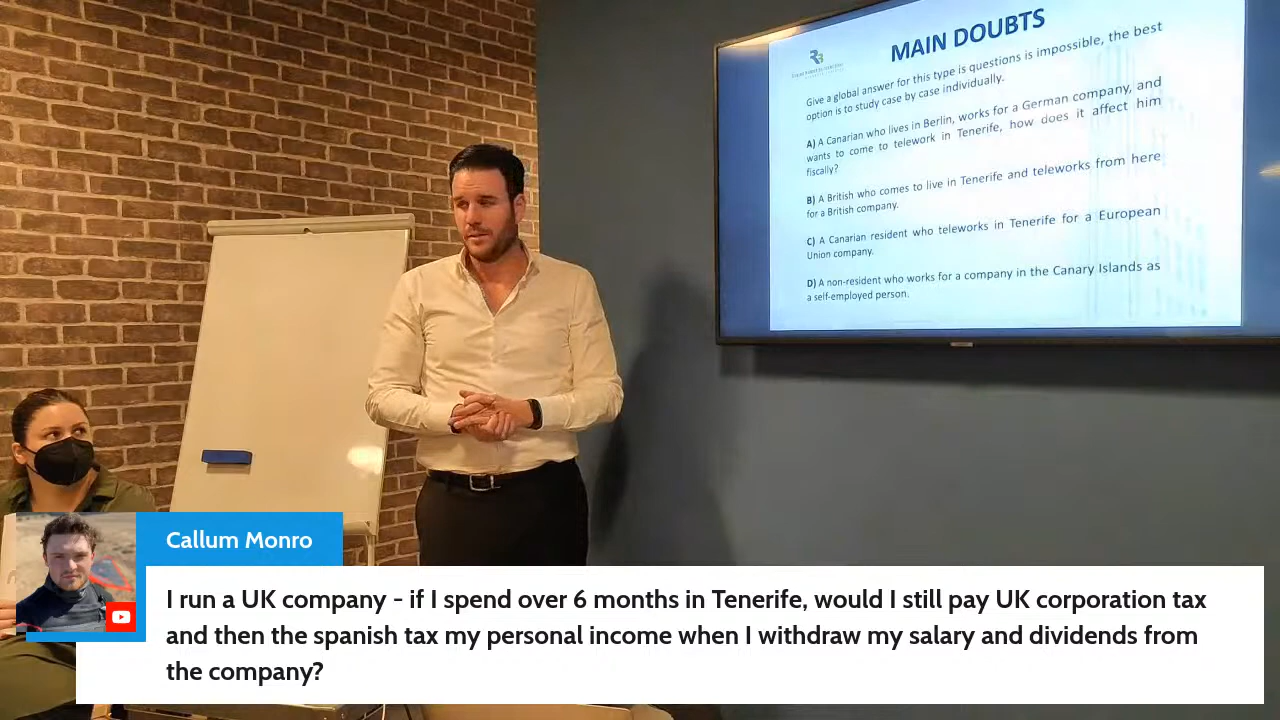 MAIN DOUBTS
Give a global answer for this type is questions is impossible, the best
option is to study case by case individually.
A) A Canarian who lives in Berlin, works for a German company, and
wants to come to telework in Tenerife, how does it affect him
fiscally?
B) A British who comes to live in Tenerife and teleworks from here
for a British company.
C) A Canarian resident who teleworks in Tenerife for a European
Union company.
D) A non-resident who works for a company in the Canary Islands as
a self-employed person.
Callum Monro
I run a UK company - if I spend over 6 months in Tenerife, would I still pay UK corporation tax
and then the spanish tax my personal income when I withdraw my salary and dividends from
the company?